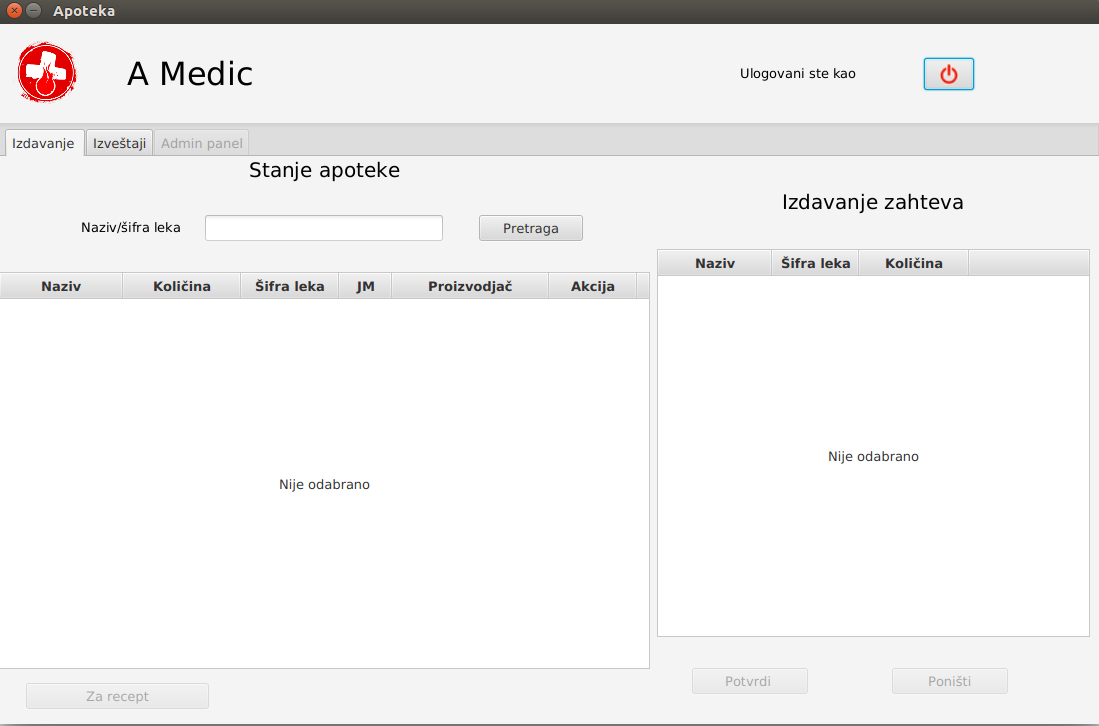 Apoteka
A Medic
Ulogovani ste kao
Izdavanje Izveštaji Admin panel
Stanje apoteke
Naziv/šifra leka Pretraga
Naziv Količina Šifra leka JM Proizvodjač Akcija
Nije odabrano
Za recept
Izdavanje zahteva
Naziv Šifra leka Količina
Nije odabrano
Potvrdi Poništi